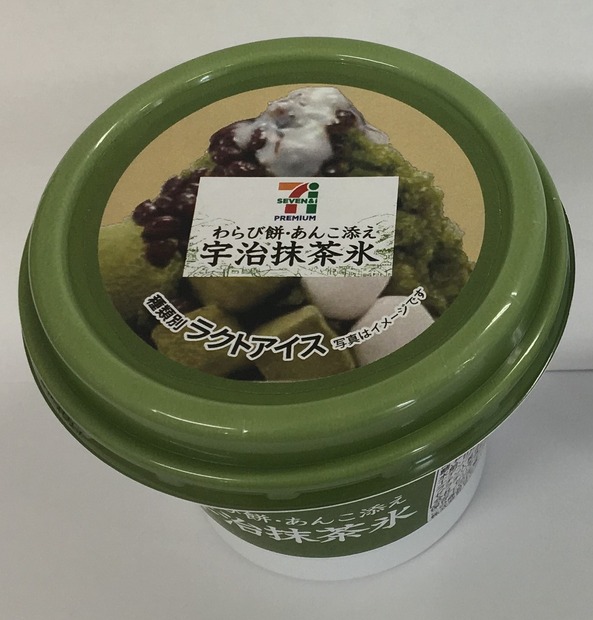 SEVEN&i
PREMIUM
わらび餅・あんこ添え
宇治抹茶氷
種類別 ラクトアイス 写真はイメージです
餅・あんこ添え
治抹茶氷